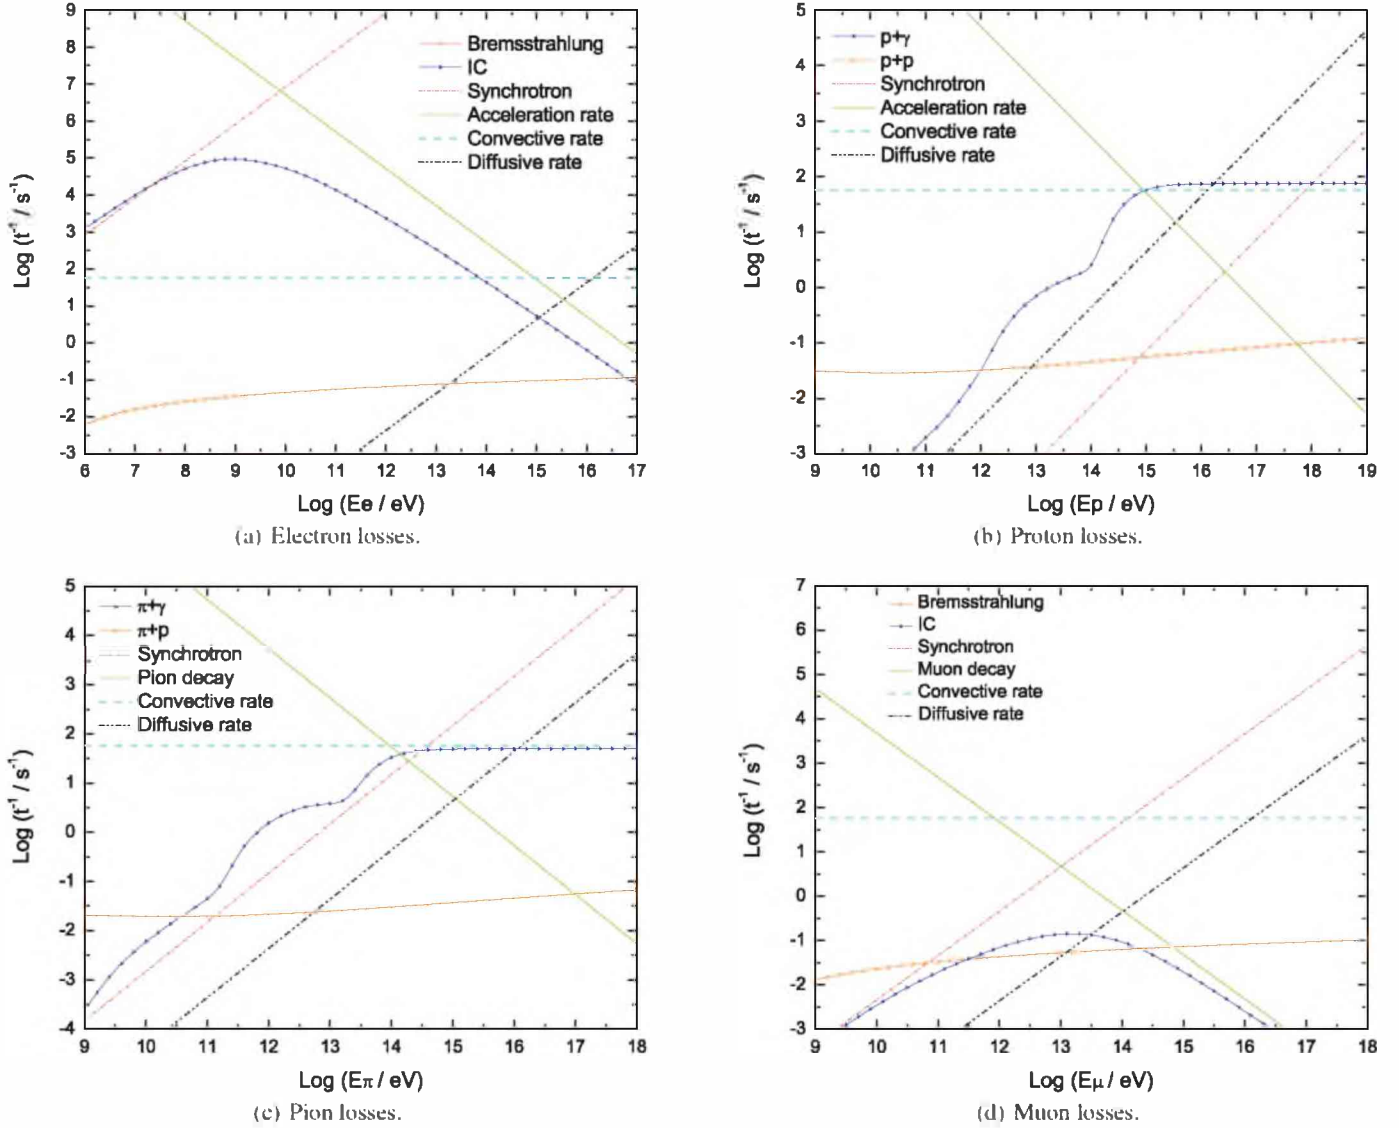 9
8
7
6
5
4
3
2
1
0
-1
-2
-3
Log (t⁻¹ / s⁻¹)
Bremsstrahlung
IC
Synchrotron
Acceleration rate
Convective rate
Diffusive rate
6 7 8 9 10 11 12 13 14 15 16 17
Log (Ee / eV)
(a) Electron losses.
5
4
3
2
1
0
-1
-2
-3
Log (t⁻¹ / s⁻¹)
p+γ
p+p
Synchrotron
Acceleration rate
Convective rate
Diffusive rate
9 10 11 12 13 14 15 16 17 18 19
Log (Ep / eV)
(b) Proton losses.
5
4
3
2
1
0
-1
-2
-3
-4
Log (t⁻¹ / s⁻¹)
π+γ
π+p
Synchrotron
Pion decay
Convective rate
Diffusive rate
9 10 11 12 13 14 15 16 17 18
Log (Eπ / eV)
(c) Pion losses.
7
6
5
4
3
2
1
0
-1
-2
-3
Log (t⁻¹ / s⁻¹)
Bremsstrahlung
IC
Synchrotron
Muon decay
Convective rate
Diffusive rate
9 10 11 12 13 14 15 16 17 18
Log (Eμ / eV)
(d) Muon losses.